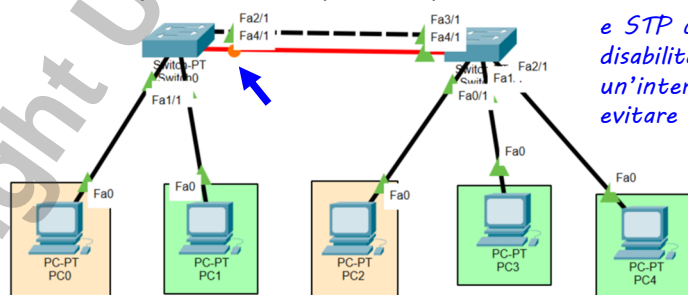 Fa2/1
Fa4/1
Fa3/1
Fa4/1
e STP
disabilit
un'inter
evitare
Switch-PT
Switch0
Fa1/1
Fa2/1
Fa1
Fa0/1
Fa0
Fa0
Fa0
Fa0
Fa0
PC-PT
PC0
PC-PT
PC1
PC-PT
PC2
PC-PT
PC3
PC-PT
PC4